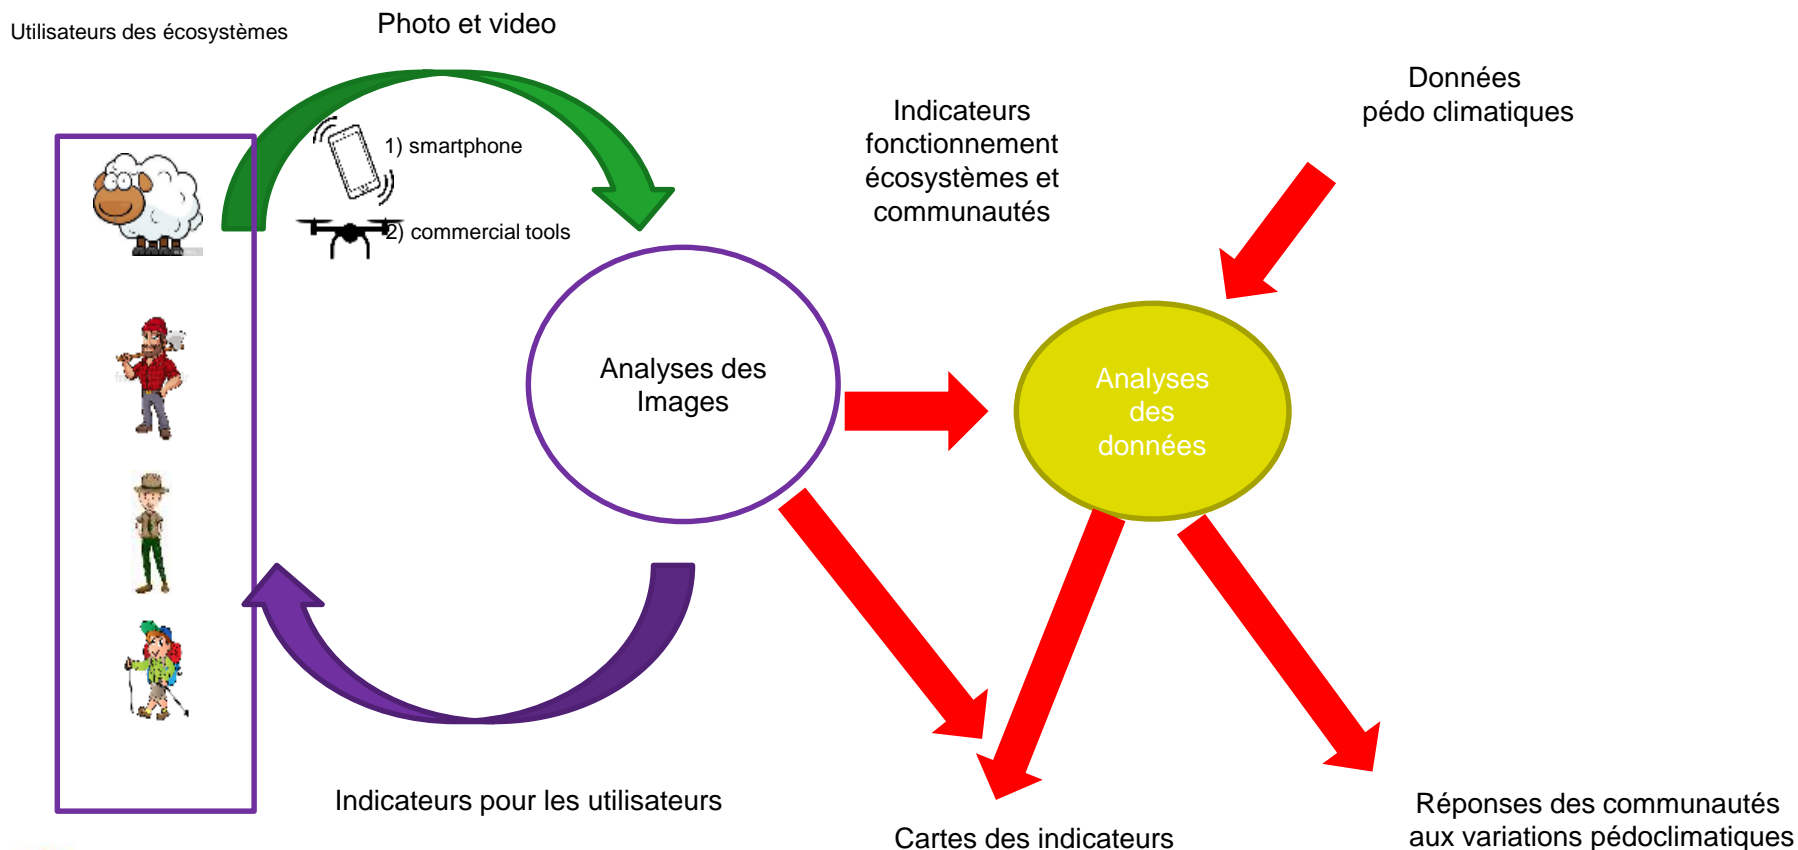 Utilisateurs des écosystèmes
Photo et video
1) smartphone
2) commercial tools
Indicateurs
fonctionnement
écosystèmes et
communautés
Données
pédo climatiques
Analyses des
Images
Analyses
des
données
Indicateurs pour les utilisateurs
Cartes des indicateurs
Réponses des communautés
aux variations pédoclimatiques